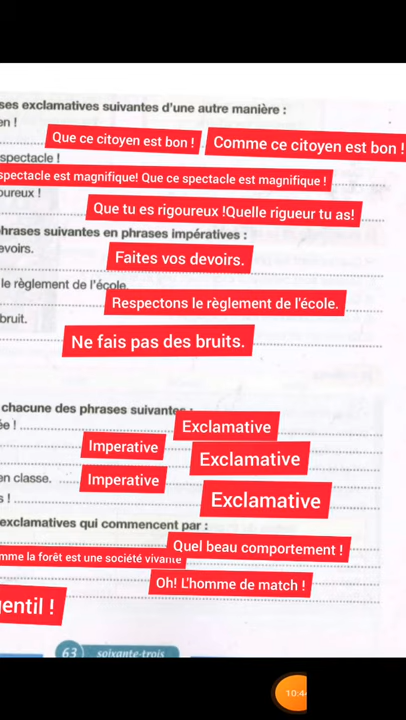 ses exclamatives suivantes d'une autre manière :
en !
Que ce citoyen est bon ! Comme ce citoyen est bon !
spectacle !
spectacle est magnifique! Que ce spectacle est magnifique !
oureux !
Que tu es rigoureux !Quelle rigueur tu as!
hrases suivantes en phrases impératives :
evoirs.
Faites vos devoirs.
le règlement de l'école.
Respectons le règlement de l'école.
bruit.
Ne fais pas des bruits.
chacune des phrases suivantes :
ée ! Exclamative
Imperative Exclamative
en classe. Imperative
s ! Exclamative
exclamatives qui commencent par :
Quel beau comportement !
mme la forêt est une société vivante
Oh! L'homme de match !
gentil !
63 soixante-trois